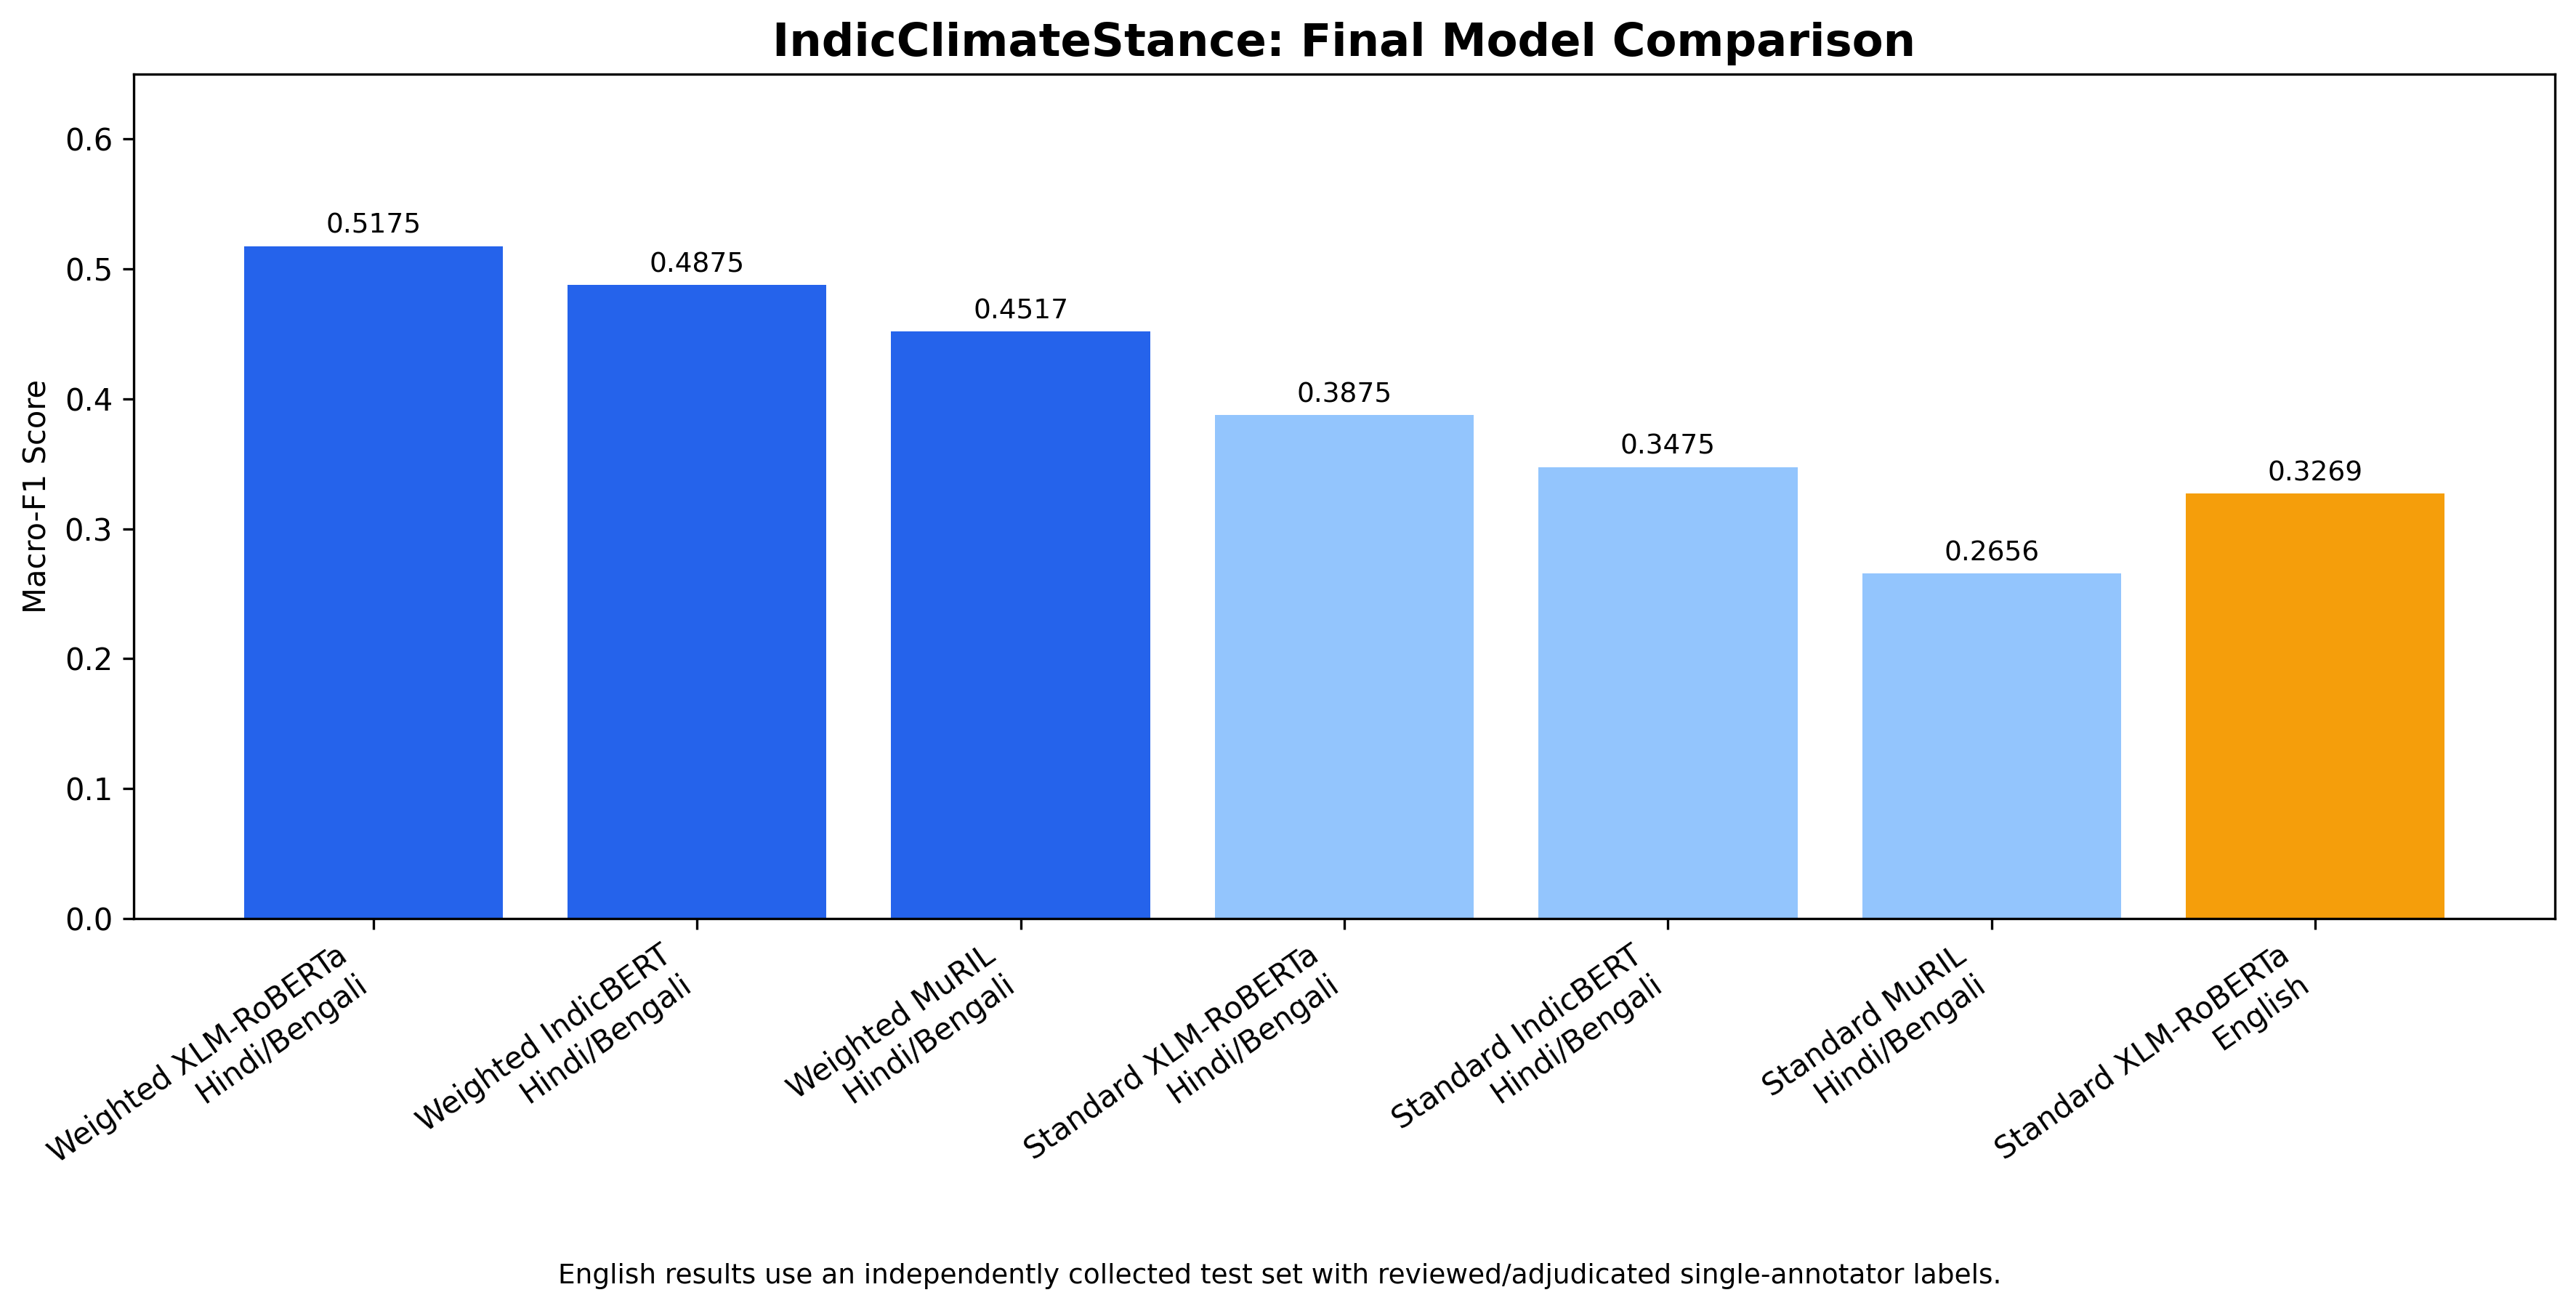 IndicClimateStance: Final Model Comparison
Macro-F1 Score
0.6
0.5
0.4
0.3
0.2
0.1
0.0
0.5175
0.4875
0.4517
0.3875
0.3475
0.2656
0.3269
Weighted XLM-RoBERTa
Hindi/Bengali
Weighted IndicBERT
Hindi/Bengali
Weighted MuRIL
Hindi/Bengali
Standard XLM-RoBERTa
Hindi/Bengali
Standard IndicBERT
Hindi/Bengali
Standard MuRIL
Hindi/Bengali
Standard XLM-RoBERTa
English
English results use an independently collected test set with reviewed/adjudicated single-annotator labels.